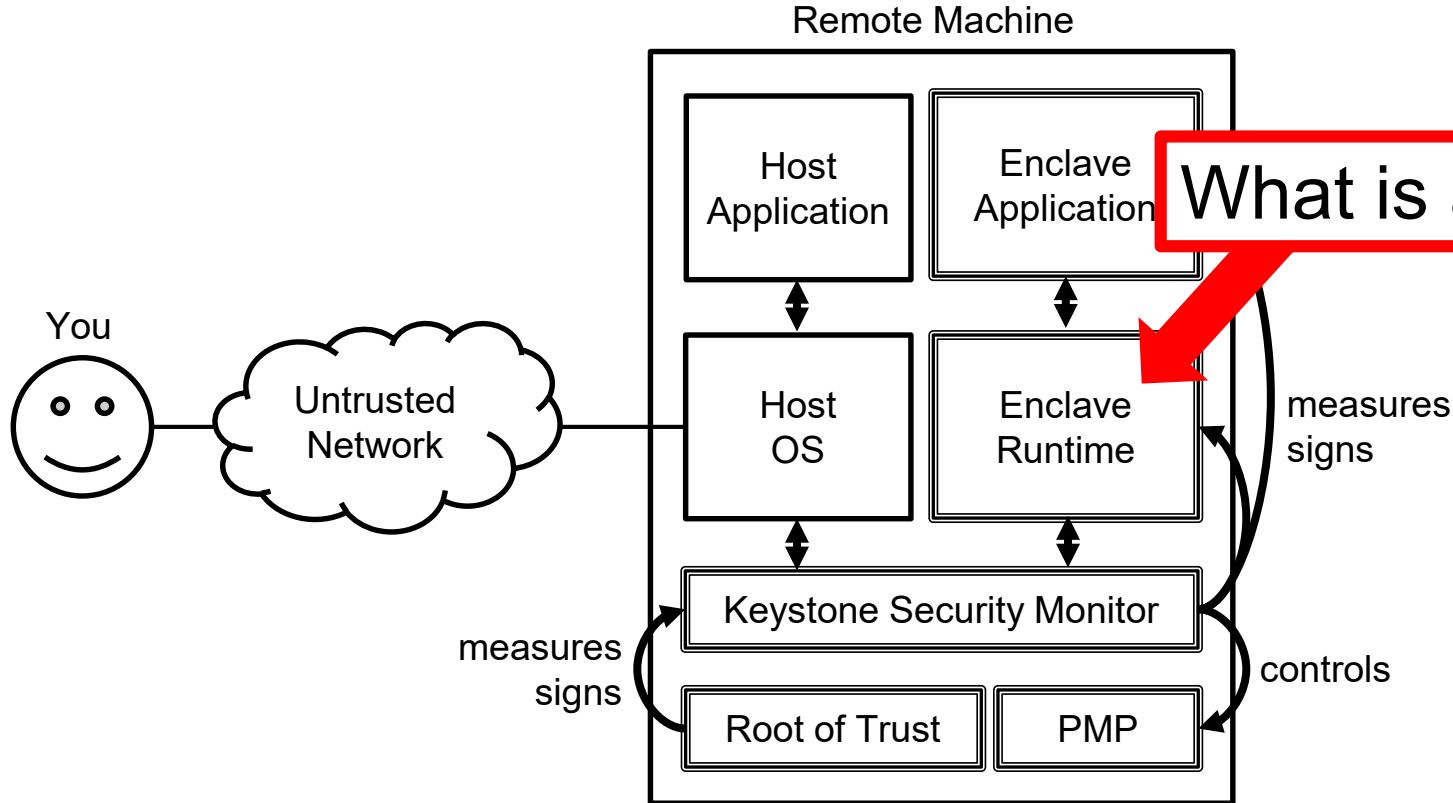 Remote Machine
Host
Application
Enclave
Application
What is
You
Untrusted
Network
Host
OS
Enclave
Runtime
measures
signs
Keystone Security Monitor
measures
signs
controls
Root of Trust
PMP